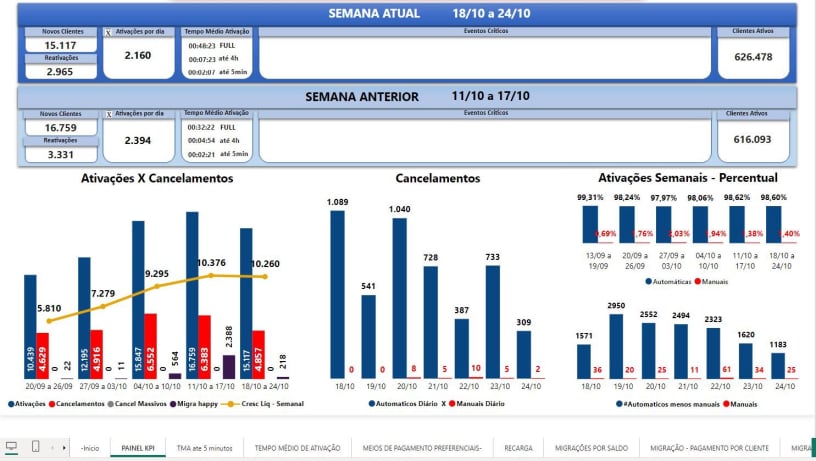 SEMANA ATUAL 18/10 a 24/10
Novos Clientes
X Ativações por dia
Tempo Médio Ativação
Eventos Críticos
Clientes Ativos
15.117
Reativações
2.965
2.160
00:48:23 FULL
00:07:23 até 4h
00:02:07 até 5min
626.478
SEMANA ANTERIOR 11/10 a 17/10
Novos Clientes
X Ativações por dia
Tempo Médio Ativação
Eventos Críticos
Clientes Ativos
16.759
Reativações
3.331
2.394
00:32:22 FULL
00:04:54 até 4h
00:02:21 até 5min
616.093
Ativações X Cancelamentos
5.810 7.279 9.295 10.376 10.260
10.439 4.629 0 22
12.195 4.916 0 11
15.847 6.552 0 564
16.759 6.383 0 2.388
15.117 4.857 0 218
20/09 a 26/09 27/09 a 03/10 04/10 a 10/10 11/10 a 17/10 18/10 a 24/10
Ativações Cancelamentos Cancel Massivos Migra happy Cresc Liq - Semanal
Cancelamentos
1.089 541 1.040 728 387 733 309
0 0 8 5 10 5 2
18/10 19/10 20/10 21/10 22/10 23/10 24/10
Automaticos Diário X Manuais Diário
Ativações Semanais - Percentual
99,31% 98,24% 97,97% 98,06% 98,62% 98,60%
,69% ,76% ,03% ,94% ,38% ,40%
13/09 a 20/09 a 27/09 a 04/10 a 11/10 a 18/10 a
19/09 26/09 03/10 10/10 17/10 24/10
Automáticas Manuais
1571 2950 2552 2494 2323 1620 1183
36 20 25 11 61 34 25
18/10 19/10 20/10 21/10 22/10 23/10 24/10
#Automaticos menos manuais Manuais
-Inicio PAINEL KPI TMA ate 5 minutos TEMPO MÉDIO DE ATIVAÇÃO MEIOS DE PAGAMENTO PREFERENCIAIS- RECARGA MIGRAÇÕES POR SALDO MIGRAÇÃO - PAGAMENTO POR CLIENTE MIGRA